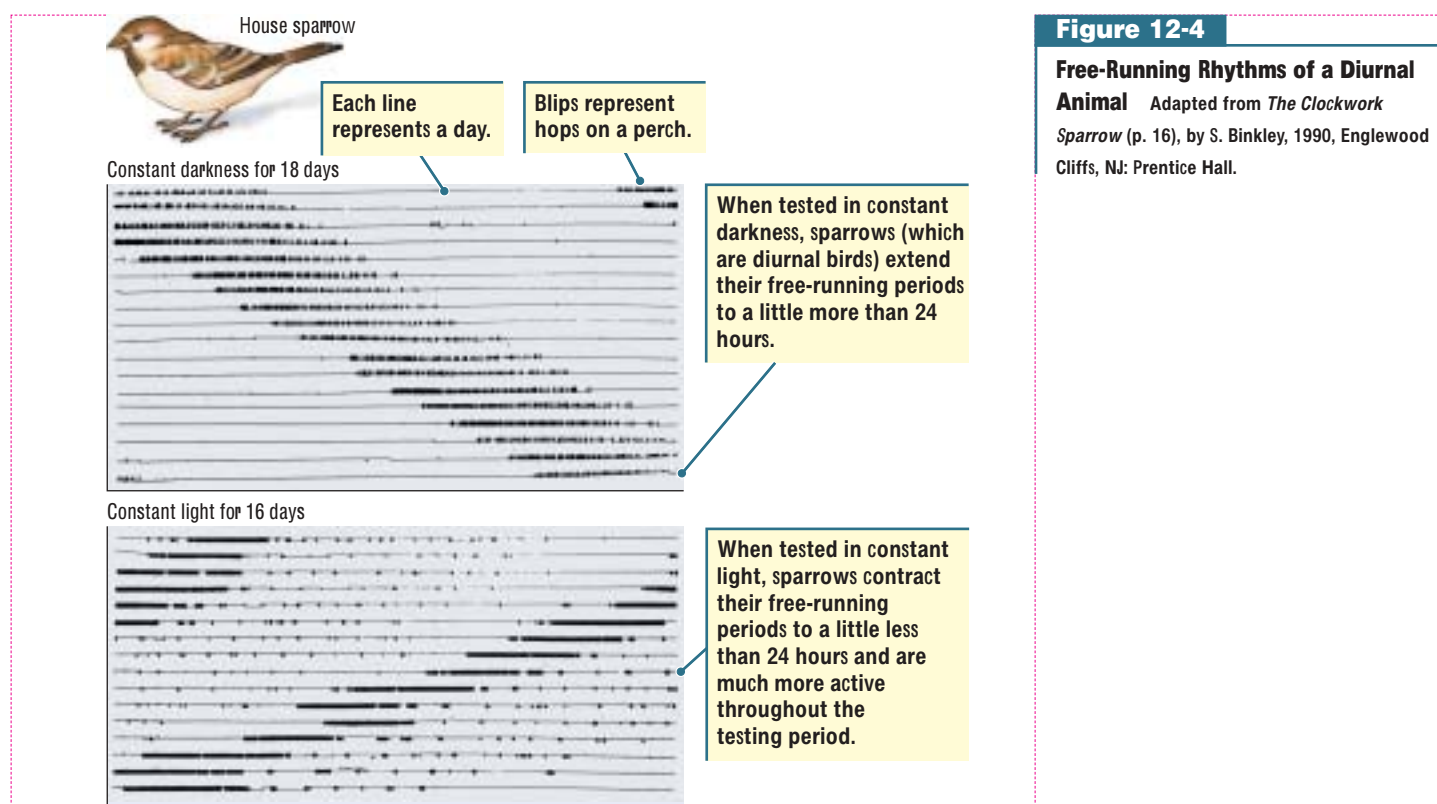 House sparrow
Each line
represents a day.
Blips represent
hops on a perch.
Constant darkness for 18 days
When tested in constant
darkness, sparrows (which
are diurnal birds) extend
their free-running periods
to a little more than 24
hours.
Constant light for 16 days
When tested in constant
light, sparrows contract
their free-running
periods to a little less
than 24 hours and are
much more active
throughout the
testing period.
Figure 12-4
Free-Running Rhythms of a Diurnal
Animal Adapted from The Clockwork
Sparrow (p. 16), by S. Binkley, 1990, Englewood
Cliffs, NJ: Prentice Hall.